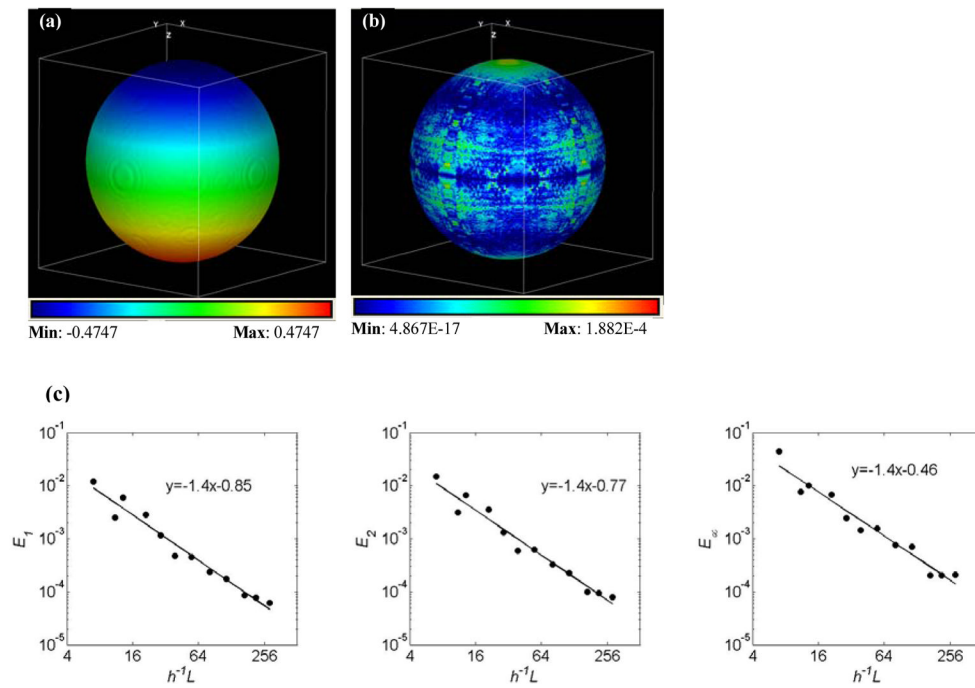 (a)
Y
X
Z
(b)
Y
X
Z
Min: -0.4747
Max: 0.4747
Min: 4.867E-17
Max: 1.882E-4
(c)
10⁻¹
10⁻²
10⁻³
10⁻⁴
10⁻⁵
E₁
y=-1.4x-0.85
4
16
64
256
h⁻¹L
10⁻¹
10⁻²
10⁻³
10⁻⁴
10⁻⁵
E₂
y=-1.4x-0.77
4
16
64
256
h⁻¹L
10⁻¹
10⁻²
10⁻³
10⁻⁴
10⁻⁵
E∞
y=-1.4x-0.46
4
16
64
256
h⁻¹L